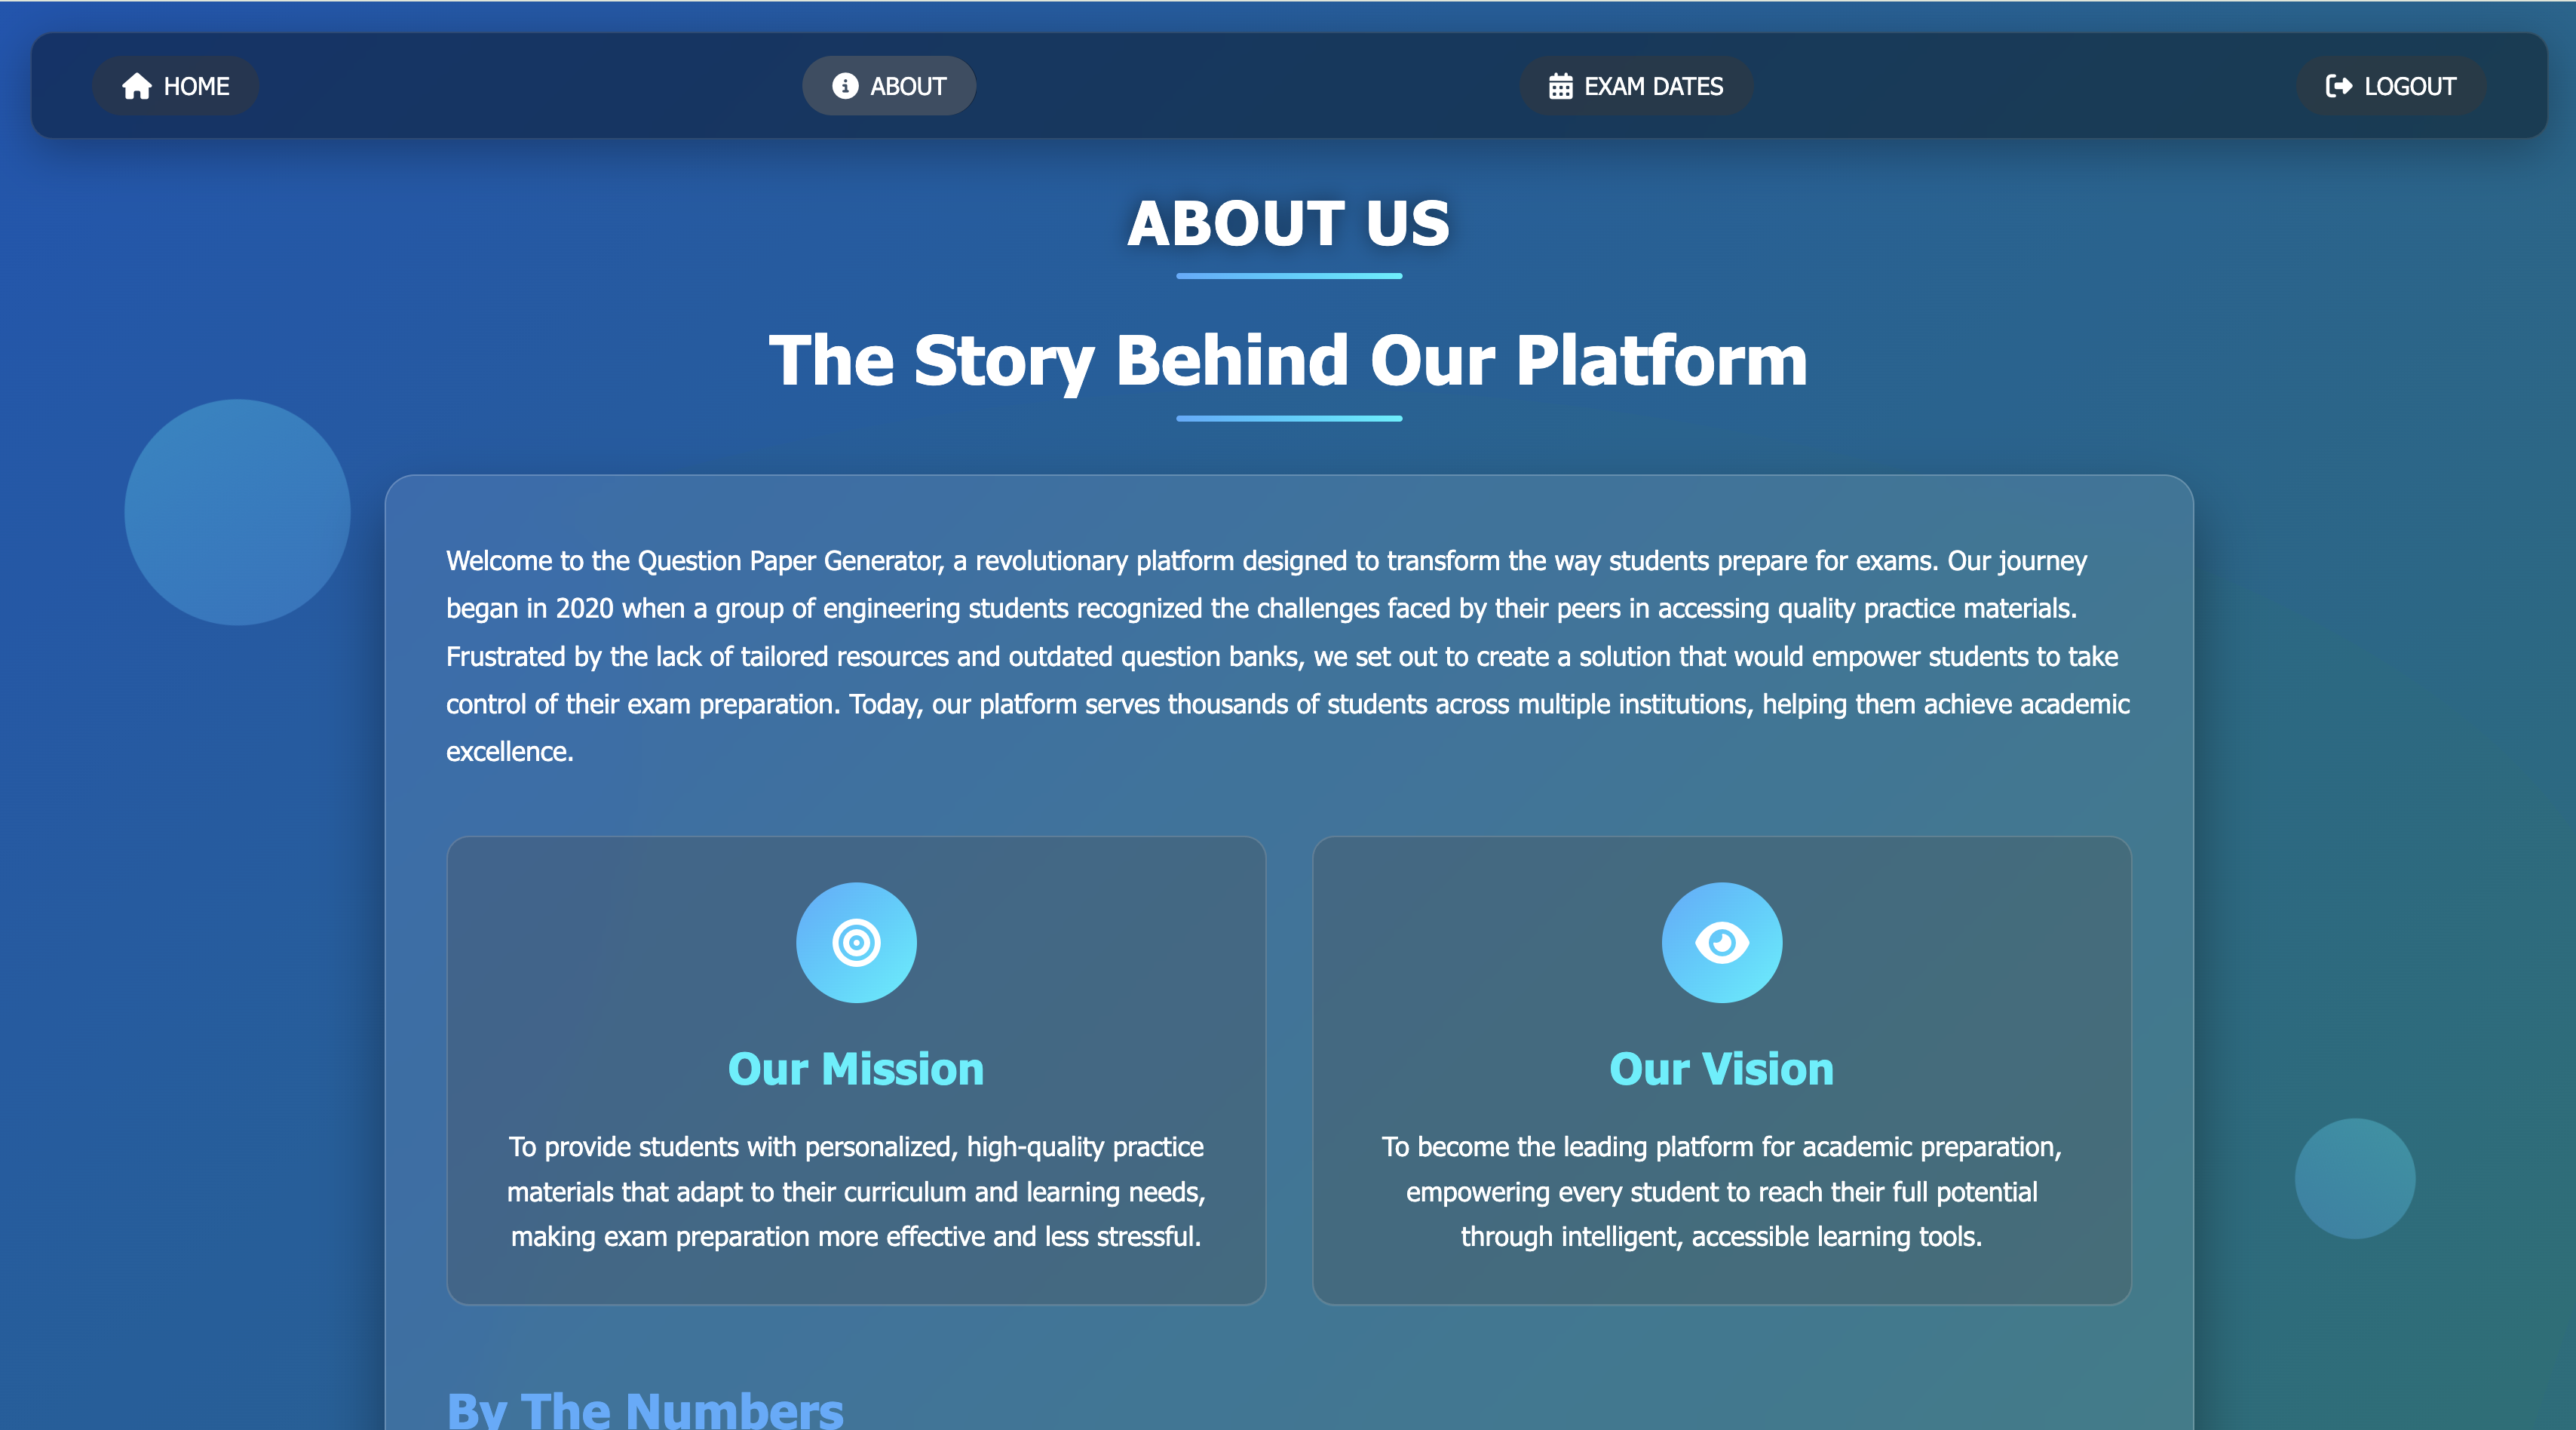 HOME
ABOUT
EXAM DATES
LOGOUT
ABOUT US
The Story Behind Our Platform
Welcome to the Question Paper Generator, a revolutionary platform designed to transform the way students prepare for exams. Our journey
began in 2020 when a group of engineering students recognized the challenges faced by their peers in accessing quality practice materials.
Frustrated by the lack of tailored resources and outdated question banks, we set out to create a solution that would empower students to take
control of their exam preparation. Today, our platform serves thousands of students across multiple institutions, helping them achieve academic
excellence.
Our Mission
To provide students with personalized, high-quality practice
materials that adapt to their curriculum and learning needs,
making exam preparation more effective and less stressful.
Our Vision
To become the leading platform for academic preparation,
empowering every student to reach their full potential
through intelligent, accessible learning tools.
By The Numbers